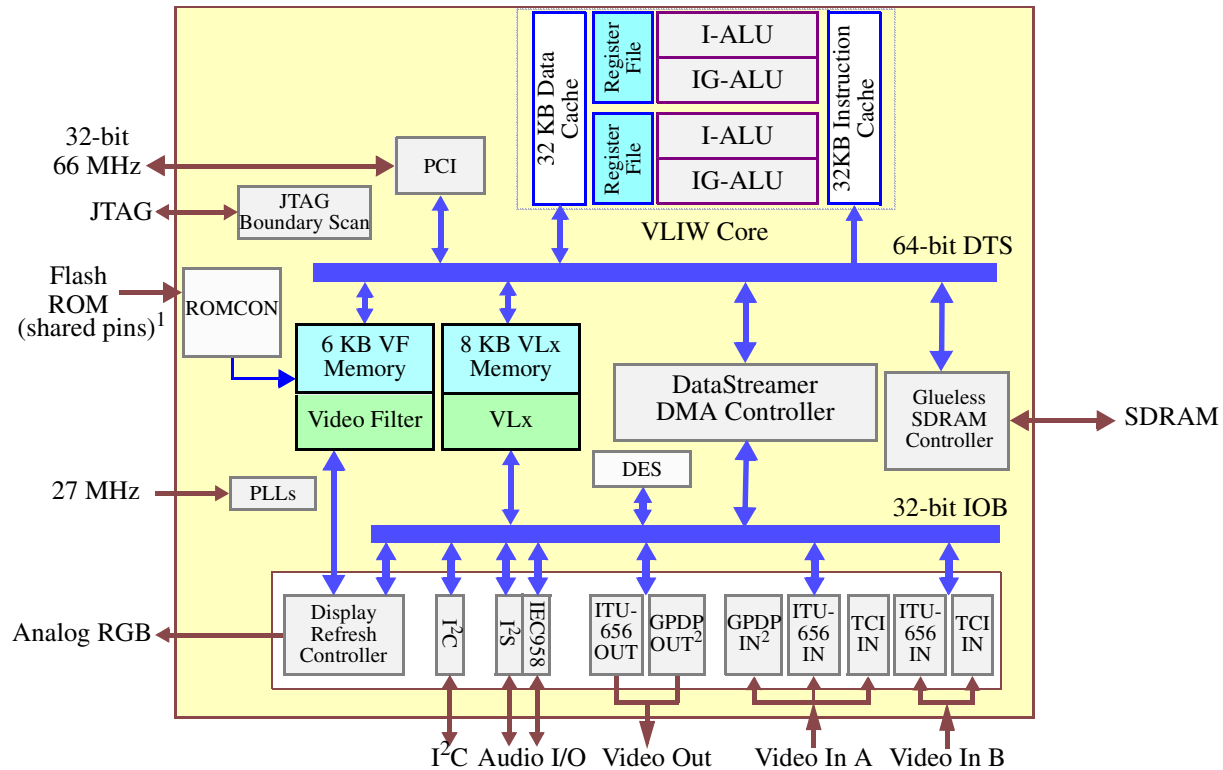 32 KB Data
Cache
Register
File
I-ALU
IG-ALU
Register
File
I-ALU
IG-ALU
32KB Instruction
Cache
VLIW Core
32-bit
66 MHz
PCI
JTAG
JTAG
Boundary Scan
64-bit DTS
Flash
ROM
(shared pins)¹
ROMCON
6 KB VF
Memory
Video Filter
8 KB VLx
Memory
VLx
DataStreamer
DMA Controller
Glueless
SDRAM
Controller
SDRAM
DES
27 MHz
PLLs
32-bit IOB
Analog RGB
Display
Refresh
Controller
I²C
I²S
IEC958
ITU-
656
OUT
GPDP
OUT²
GPDP
IN²
ITU-
656
IN
TCI
IN
ITU-
656
IN
TCI
IN
I²C
Audio I/O
Video Out
Video In A
Video In B